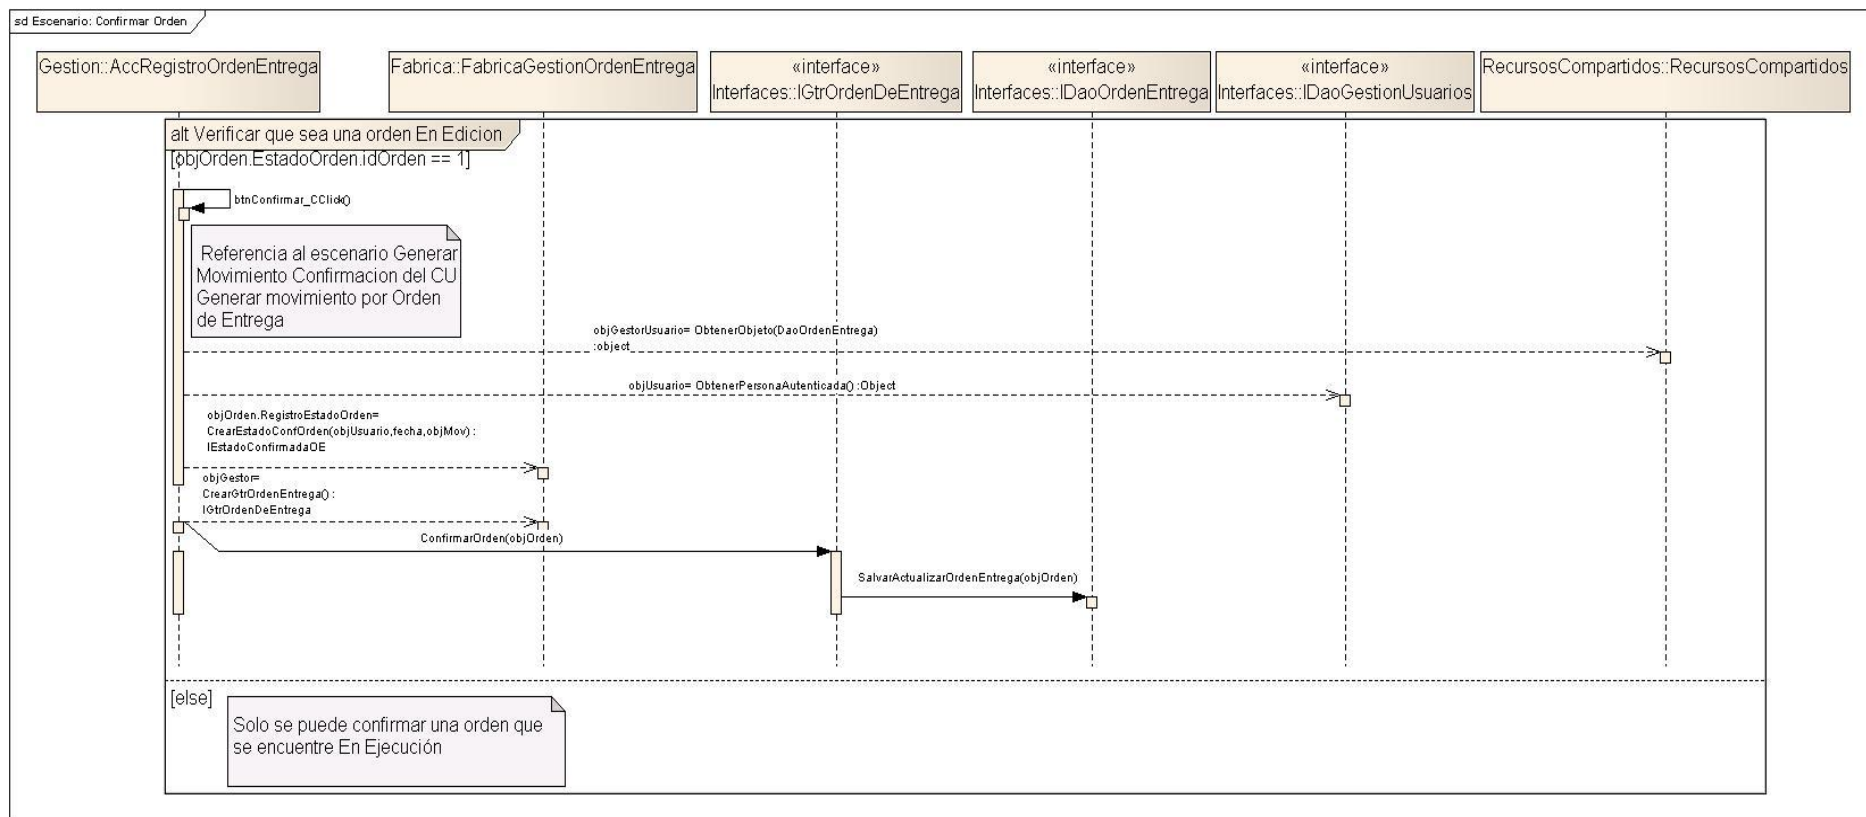 sd Escenario: Confirmar Orden
Gestion::AccRegistroOrdenEntrega
Fabrica::FabricaGestionOrdenEntrega
«interface»
Interfaces::IGtrOrdenDeEntrega
«interface»
Interfaces::IDaoOrdenEntrega
«interface»
Interfaces::IDaoGestionUsuarios
RecursosCompartidos::RecursosCompartidos
alt Verificar que sea una orden En Edicion
[objOrden.EstadoOrden.idOrden == 1]
btnConfirmar_CClick()
Referencia al escenario Generar
Movimiento Confirmacion del CU
Generar movimiento por Orden
de Entrega
objGestorUsuario= ObtenerObjeto(DaoOrdenEntrega)
:object
objUsuario= ObtenerPersonaAutenticada() :Object
objOrden.RegistroEstadoOrden=
CrearEstadoConfOrden(objUsuario,fecha,objMov) :
IEstadoConfirmadaOE
objGestor=
CrearGtrOrdenEntrega() :
IGtrOrdenDeEntrega
ConfirmarOrden(objOrden)
SalvarActualizarOrdenEntrega(objOrden)
[else]
Solo se puede confirmar una orden que
se encuentre En Ejecución